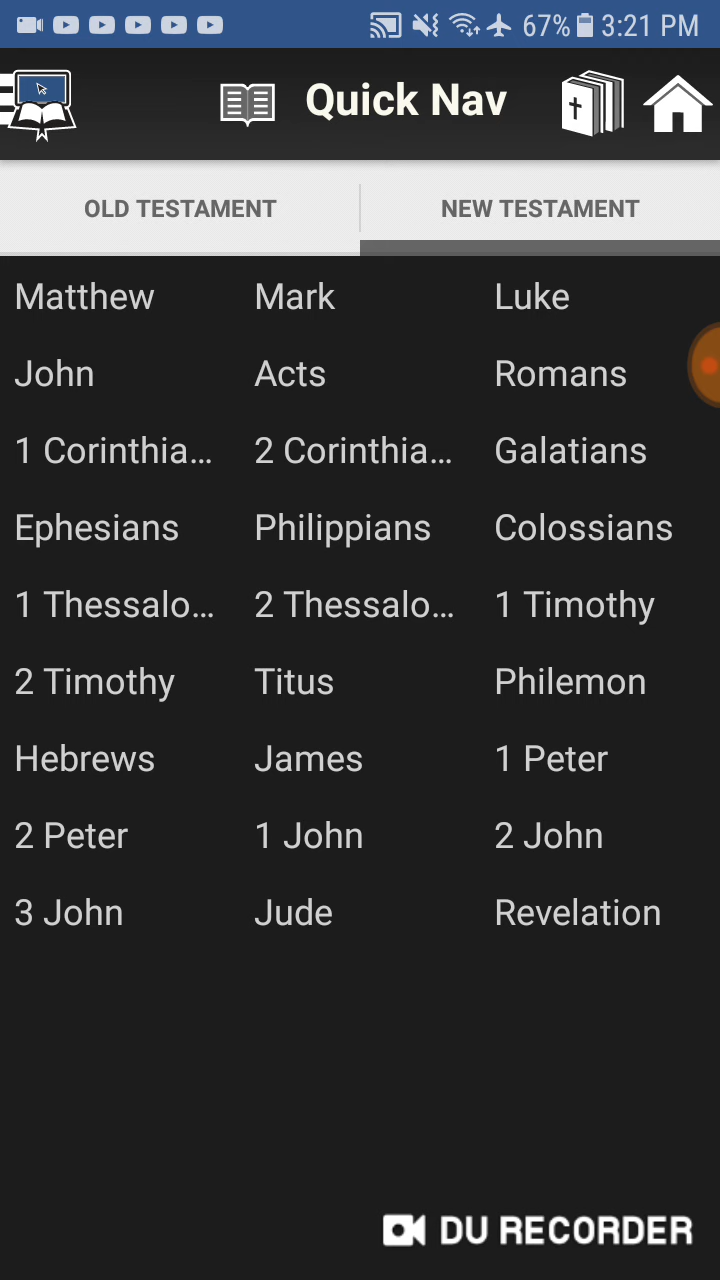 67% 3:21 PM
Quick Nav
OLD TESTAMENT NEW TESTAMENT
Matthew Mark Luke
John Acts Romans
1 Corinthia... 2 Corinthia... Galatians
Ephesians Philippians Colossians
1 Thessalo... 2 Thessalo... 1 Timothy
2 Timothy Titus Philemon
Hebrews James 1 Peter
2 Peter 1 John 2 John
3 John Jude Revelation
DU RECORDER